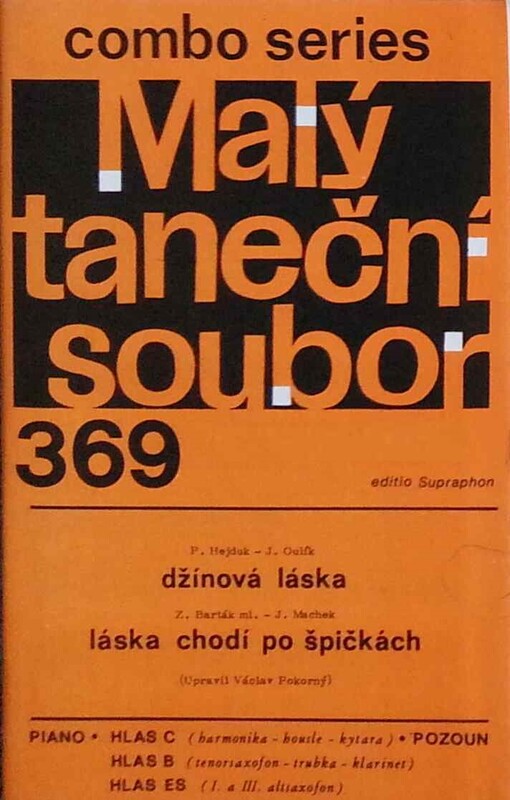 combo series
Malý
taneční
soubor
369
editio Supraphon
P. Hejduk - J. Oulík
džínová láska
Z. Barták ml. - J. Machek
láska chodí po špičkách
(Upravil Václav Pokorný)
PIANO • HLAS C (harmonika - housle - kytara) • POZOUN
HLAS B (tenorsaxofon - trubka - klarinet)
HLAS ES (I. a III. altsaxofon)